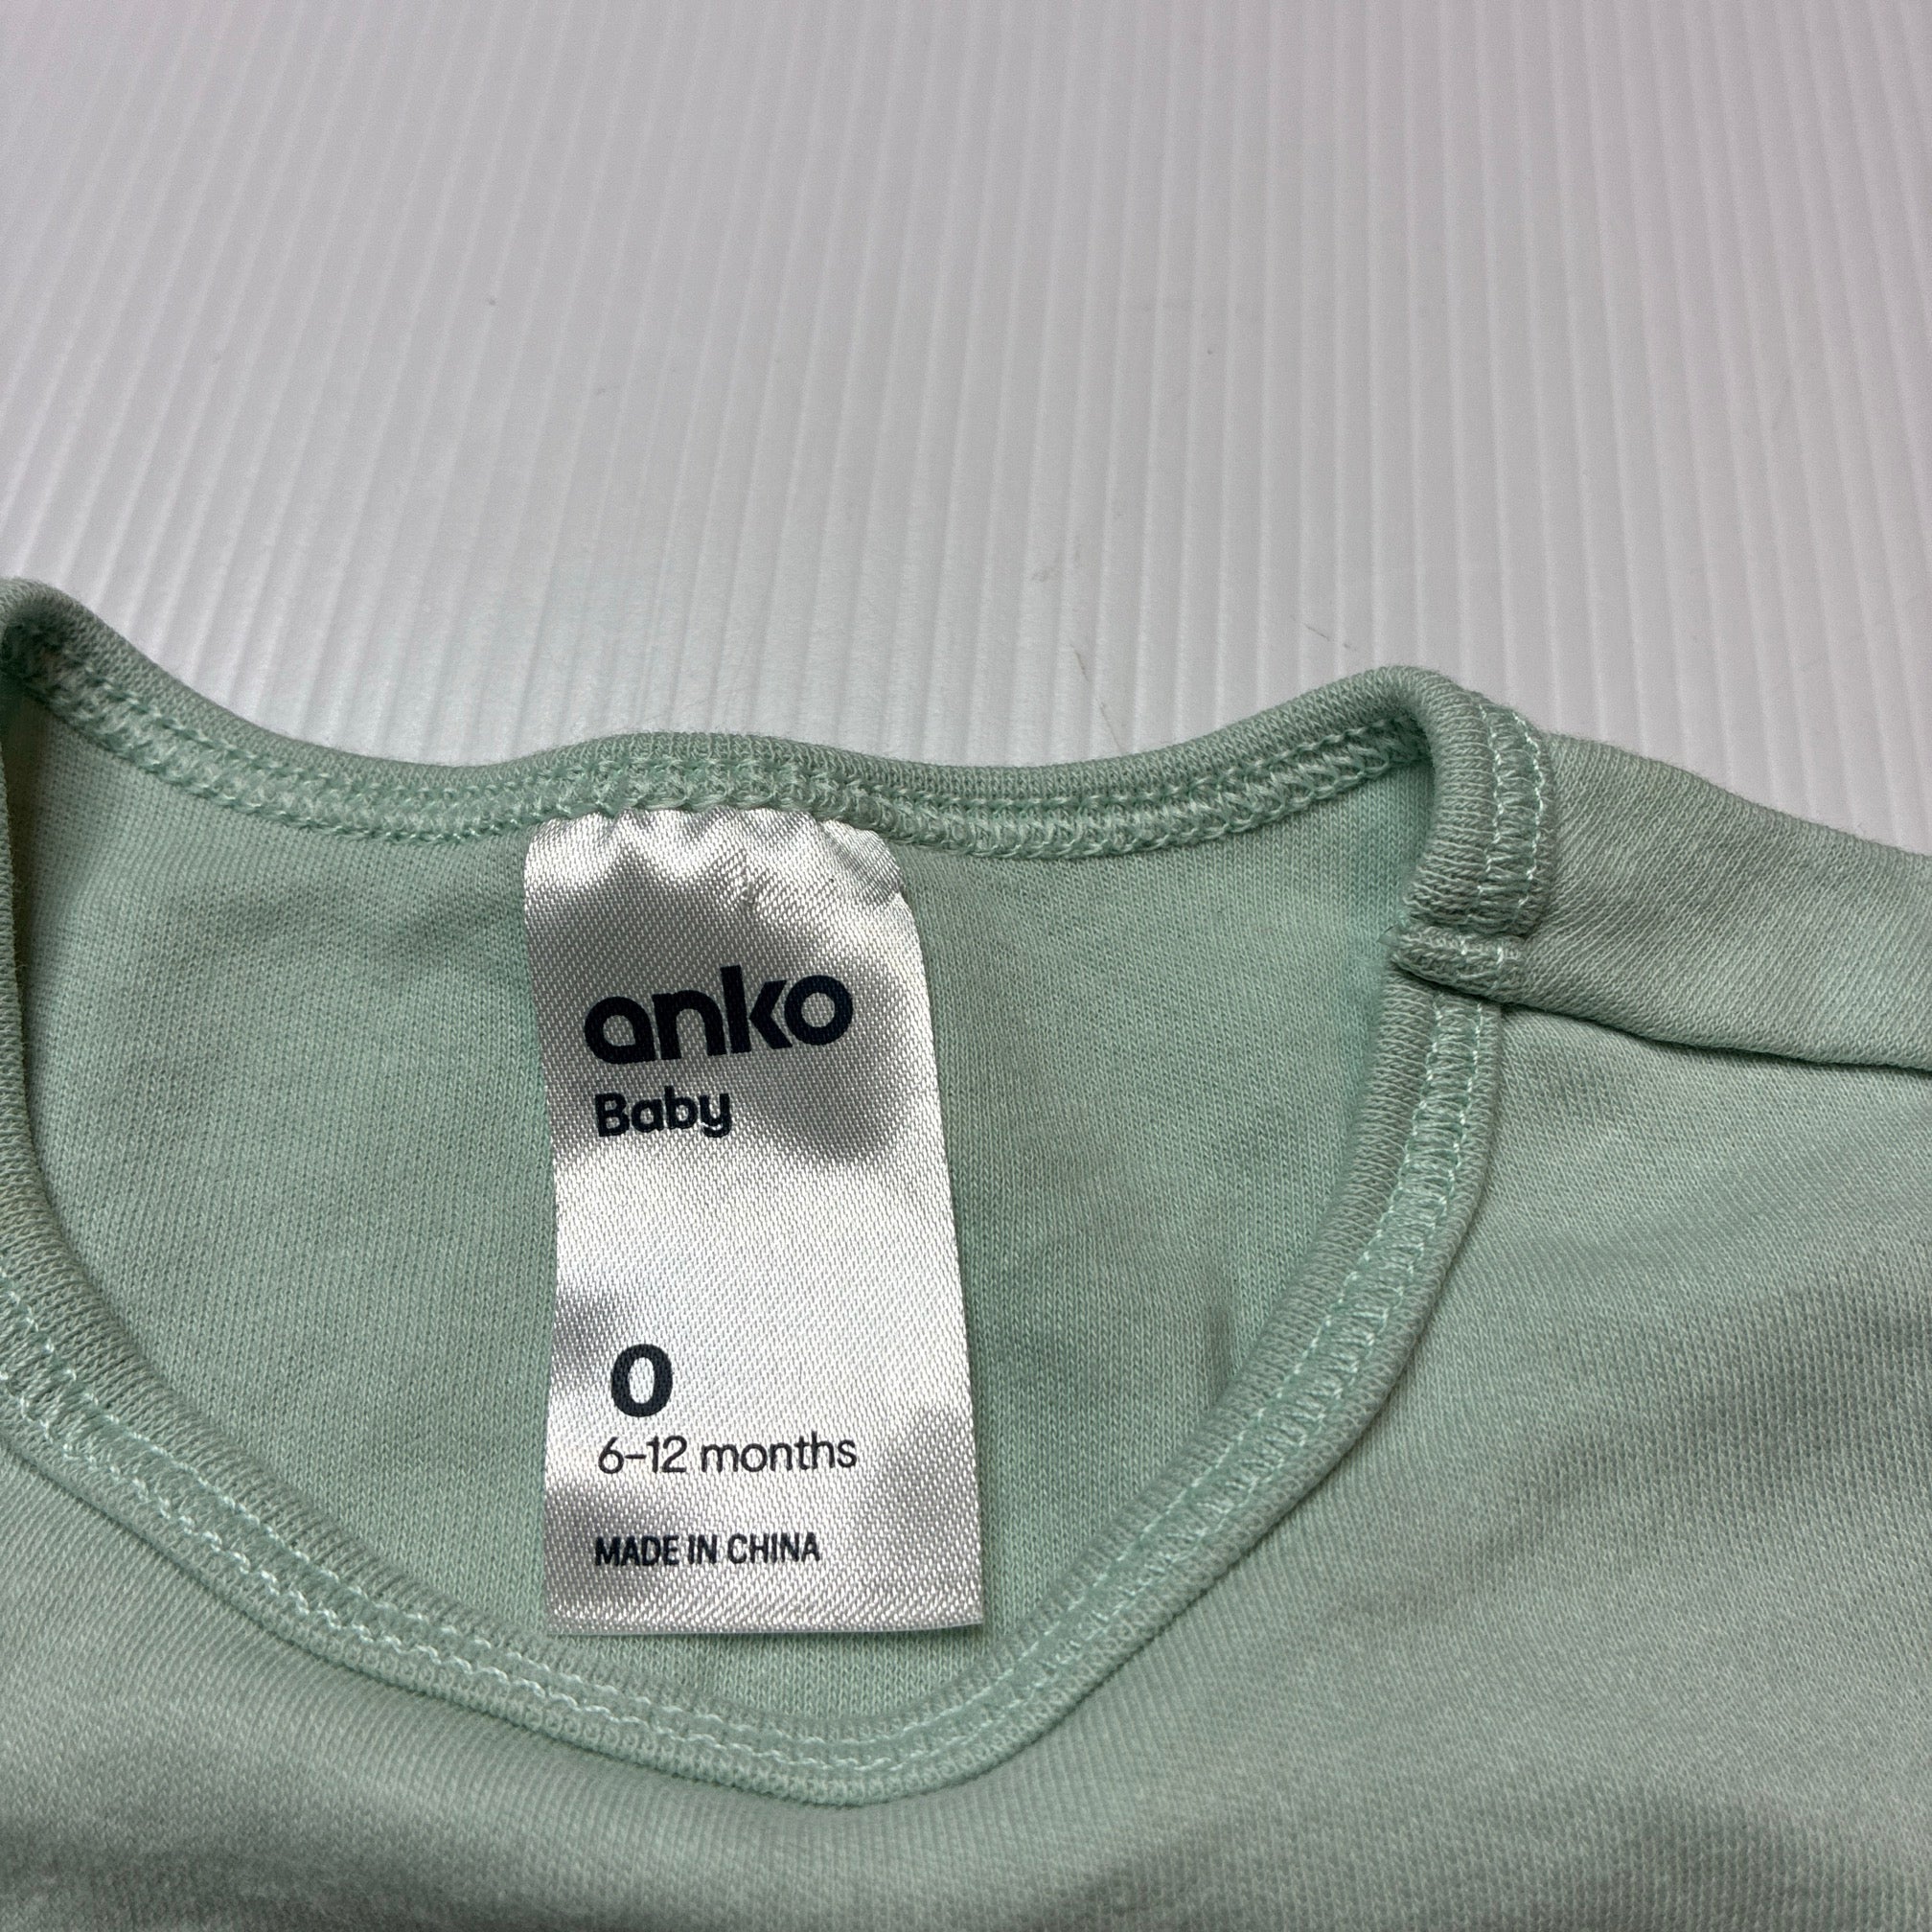 anko
Baby
0
6–12 months
MADE IN CHINA